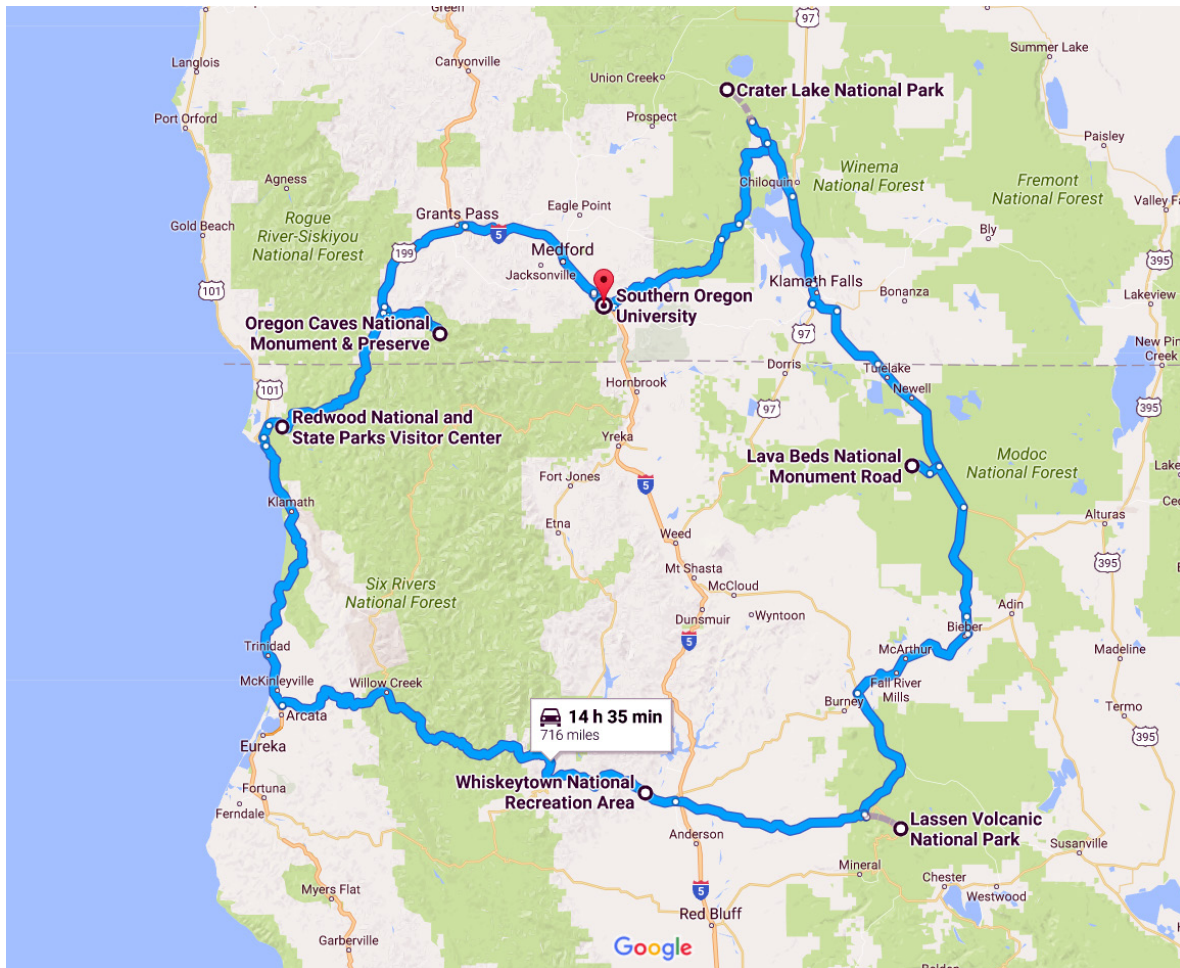 97
Green
Langlois
Canyonville
Summer Lake
Union Creek
Crater Lake National Park
Port Orford
Prospect
Paisley
Winema
National Forest
Agness
Chiloquin
Fremont
National Forest
Rogue
River-Siskiyou
National Forest
Grants Pass
Eagle Point
Valley Fa
Gold Beach
5
Bly
199
Medford
395
101
Jacksonville
Klamath Falls
Bonanza
Lakeview
Southern Oregon
University
Oregon Caves National
Monument & Preserve
97
New Pin
Creek
Dorris
Tulelake
101
Hornbrook
Newell
97
395
Redwood National and
State Parks Visitor Center
Yreka
Lava Beds National
Monument Road
Modoc
National Forest
Fort Jones
5
Lake
Klamath
Ce
Etna
Alturas
Weed
395
Six Rivers
National Forest
Mt Shasta
McCloud
Dunsmuir
Wyntoon
Adin
5
Bieber
Trinidad
McArthur
Madeline
McKinleyville
Willow Creek
Fall River
Mills
Burney
Arcata
14 h 35 min
716 miles
Termo
Eureka
395
Whiskeytown National
Recreation Area
Fortuna
Ferndale
Lassen Volcanic
National Park
Anderson
Susanville
Mineral
Chester
Westwood
Myers Flat
5
Red Bluff
Garberville
Google
Belden